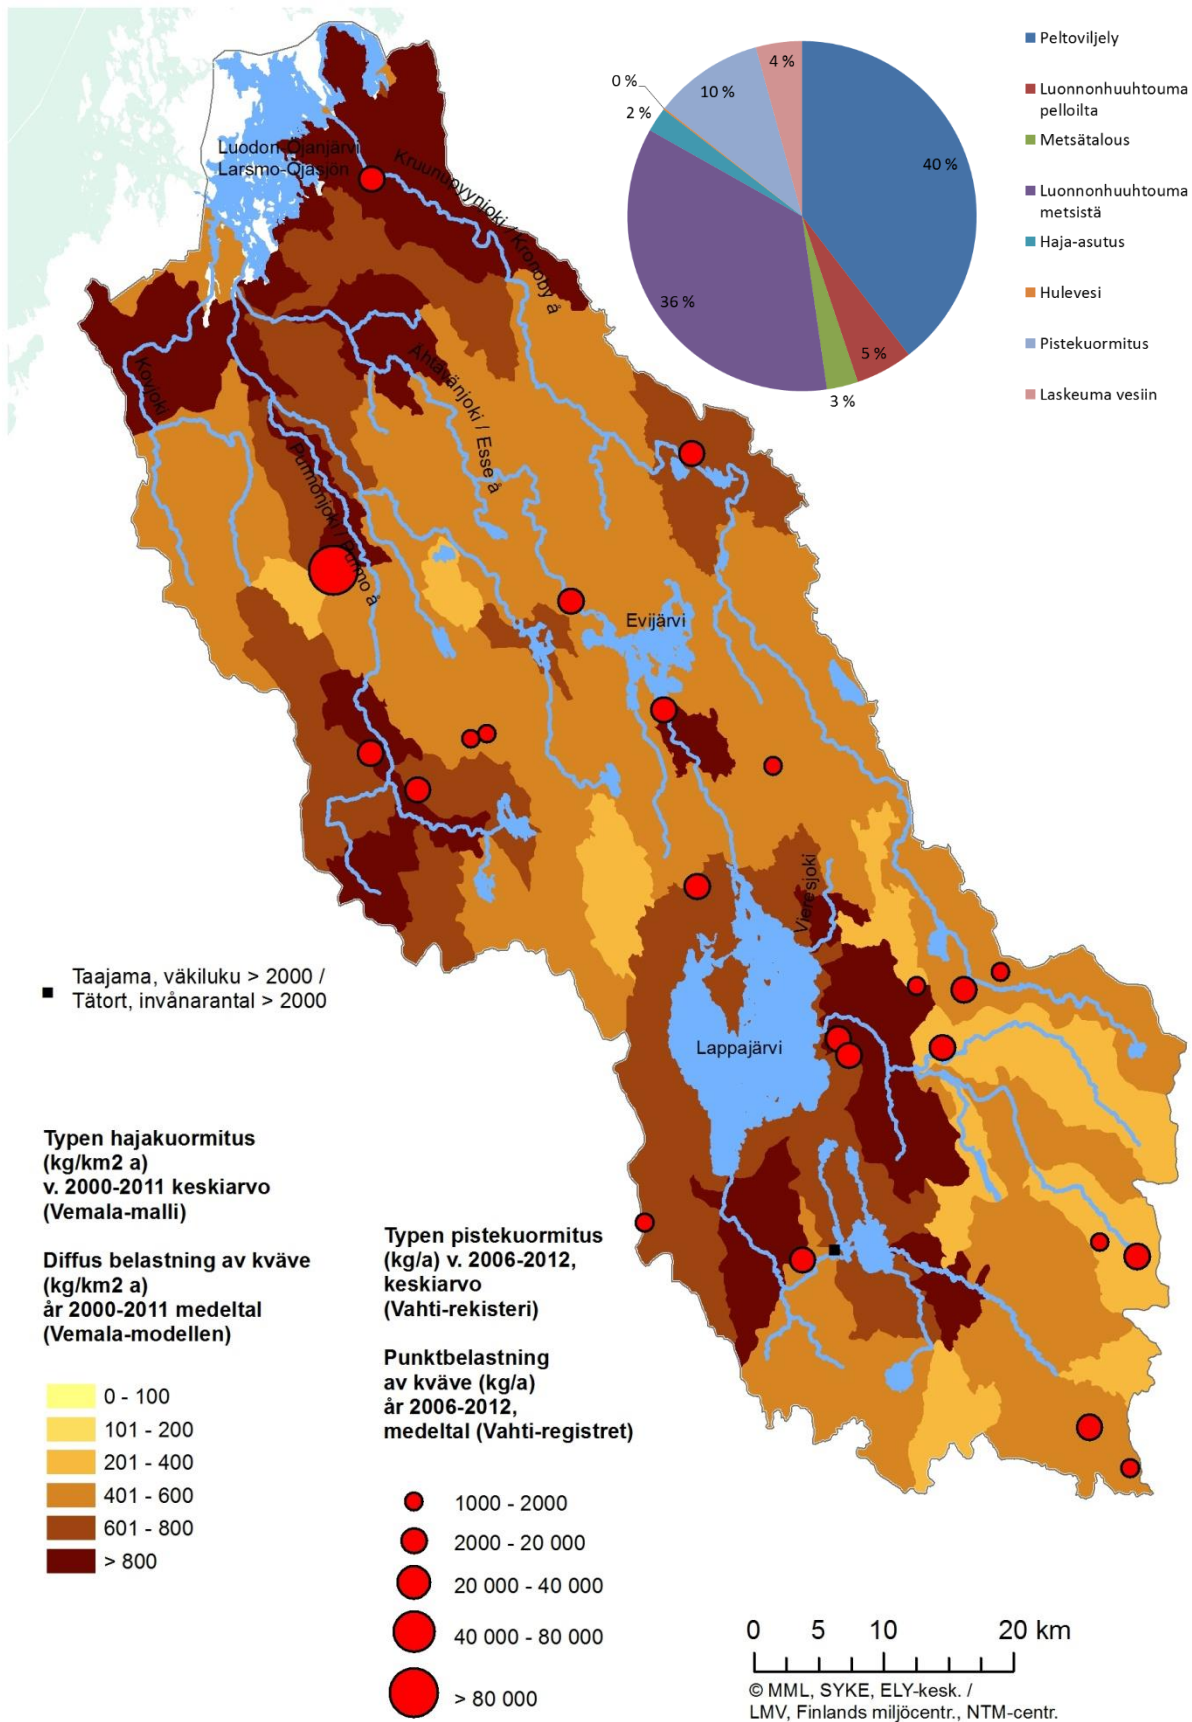 Peltoviljely
Luonnonhuuhtouma
pelloilta
Metsätalous
Luonnonhuuhtouma
metsistä
Haja-asutus
Hulevesi
Pistekuormitus
Laskeuma vesiin
4 %
10 %
0 %
2 %
40 %
36 %
5 %
3 %
Luodon-Öjanjärvi
Larsmo-Öjasjön
Kruunupyynjoki / Kronoby å
Kovjoki
Ähtävänjoki / Esse å
Purmonjoki / Purmo å
Evijärvi
Vieresjoki
Lappajärvi
Taajama, väkiluku > 2000 /
Tätort, invånarantal > 2000
Typen hajakuormitus
(kg/km2 a)
v. 2000-2011 keskiarvo
(Vemala-malli)
Diffus belastning av kväve
(kg/km2 a)
år 2000-2011 medeltal
(Vemala-modellen)
0 - 100
101 - 200
201 - 400
401 - 600
601 - 800
> 800
Typen pistekuormitus
(kg/a) v. 2006-2012,
keskiarvo
(Vahti-rekisteri)
Punktbelastning
av kväve (kg/a)
år 2006-2012,
medeltal (Vahti-registret)
1000 - 2000
2000 - 20 000
20 000 - 40 000
40 000 - 80 000
> 80 000
0 5 10 20 km
© MML, SYKE, ELY-kesk. /
LMV, Finlands miljöcentr., NTM-centr.